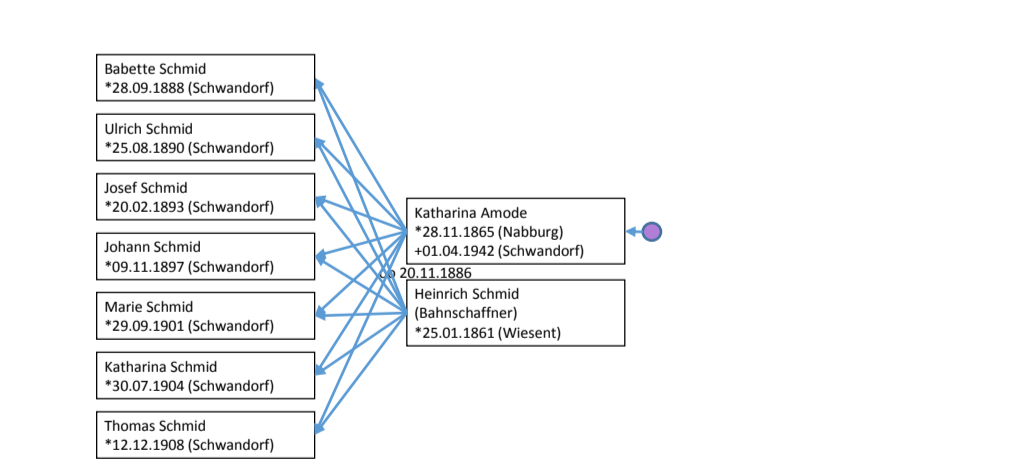 Babette Schmid
*28.09.1888 (Schwandorf)
Ulrich Schmid
*25.08.1890 (Schwandorf)
Josef Schmid
*20.02.1893 (Schwandorf)
Johann Schmid
*09.11.1897 (Schwandorf)
Marie Schmid
*29.09.1901 (Schwandorf)
Katharina Schmid
*30.07.1904 (Schwandorf)
Thomas Schmid
*12.12.1908 (Schwandorf)
Katharina Amode
*28.11.1865 (Nabburg)
+01.04.1942 (Schwandorf)
20.11.1886
Heinrich Schmid
(Bahnschaffner)
*25.01.1861 (Wiesent)